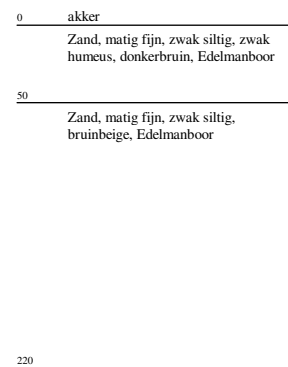 0 akker
Zand, matig fijn, zwak siltig, zwak
humeus, donkerbruin, Edelmanboor
50
Zand, matig fijn, zwak siltig,
bruinbeige, Edelmanboor
220